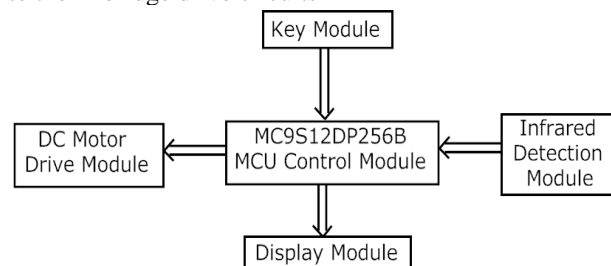 Key Module
DC Motor
Drive Module
MC9S12DP256B
MCU Control Module
Infrared
Detection
Module
Display Module